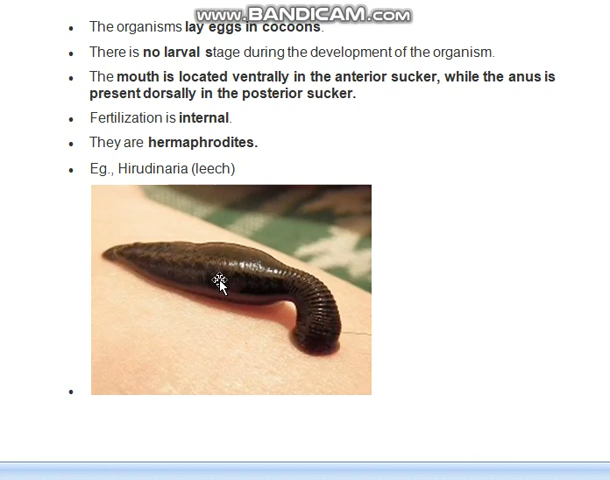 www.BANDICAM.com
• The organisms lay eggs in cocoons.
• There is no larval stage during the development of the organism.
• The mouth is located ventrally in the anterior sucker, while the anus is
present dorsally in the posterior sucker.
• Fertilization is internal.
• They are hermaphrodites.
• Eg., Hirudinaria (leech)
•